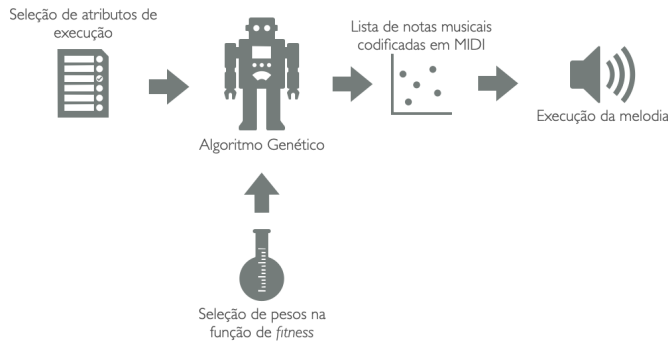 Seleção de atributos de
execução
Algoritmo Genético
Lista de notas musicais
codificadas em MIDI
Execução da melodia
Seleção de pesos na
função de fitness